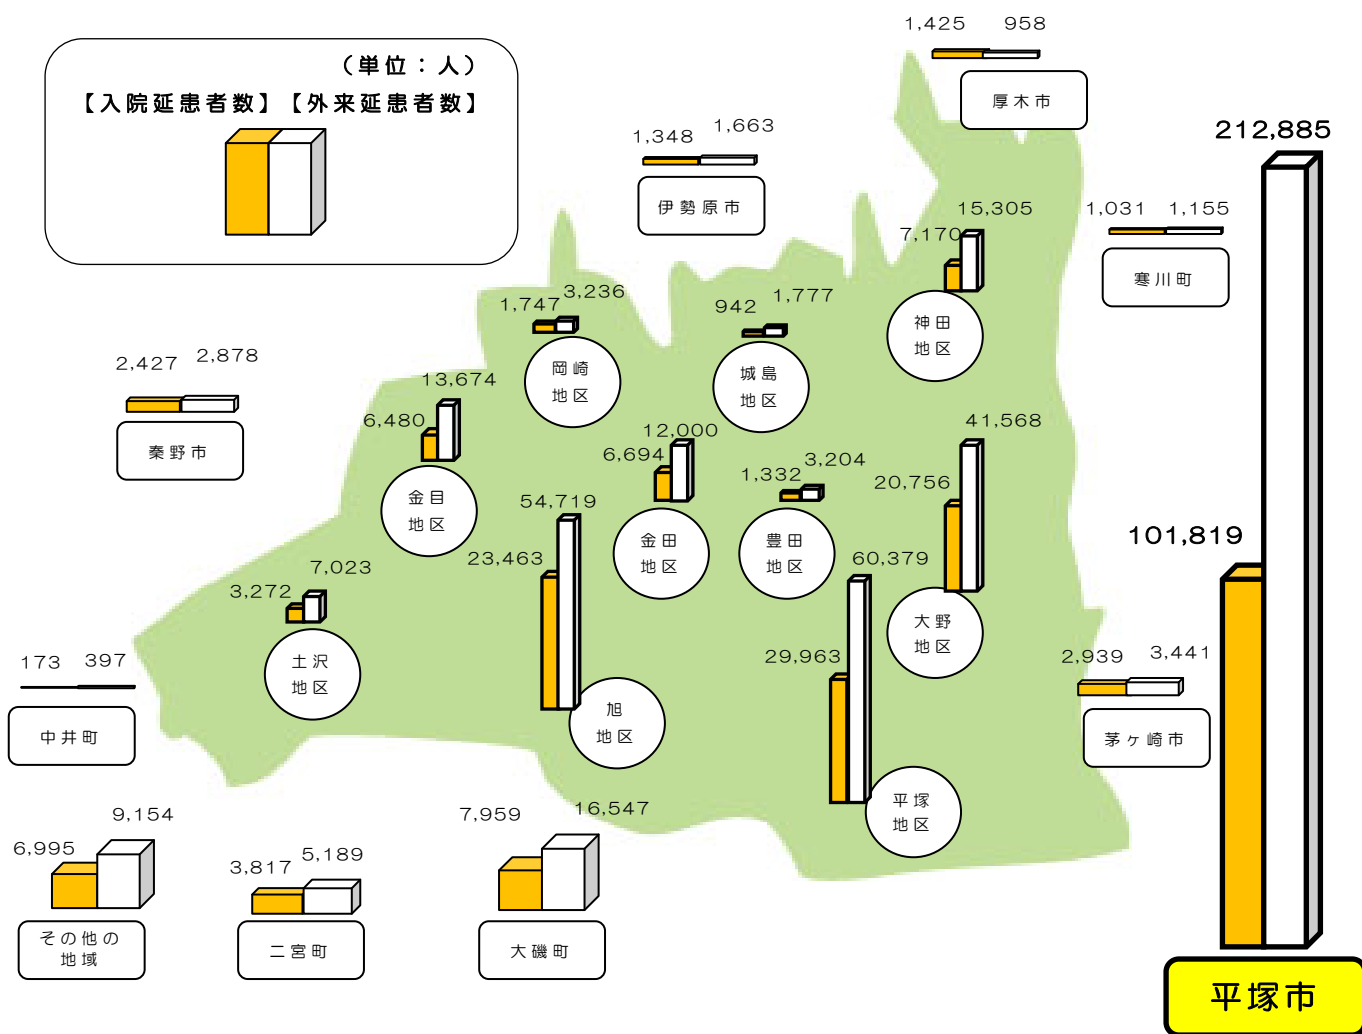 (単位：人)
【入院延患者数】【外来延患者数】
1,425 958
厚木市
1,348 1,663
伊勢原市
212,885
101,819
平塚市
1,031 1,155
寒川町
7,170 15,305
神田
地区
1,747 3,236
岡崎
地区
942 1,777
城島
地区
2,427 2,878
秦野市
6,480 13,674
金目
地区
6,694 12,000
金田
地区
1,332 3,204
豊田
地区
20,756 41,568
大野
地区
23,463 54,719
旭
地区
3,272 7,023
土沢
地区
29,963 60,379
平塚
地区
2,939 3,441
茅ヶ崎市
173 397
中井町
6,995 9,154
その他の
地域
3,817 5,189
二宮町
7,959 16,547
大磯町